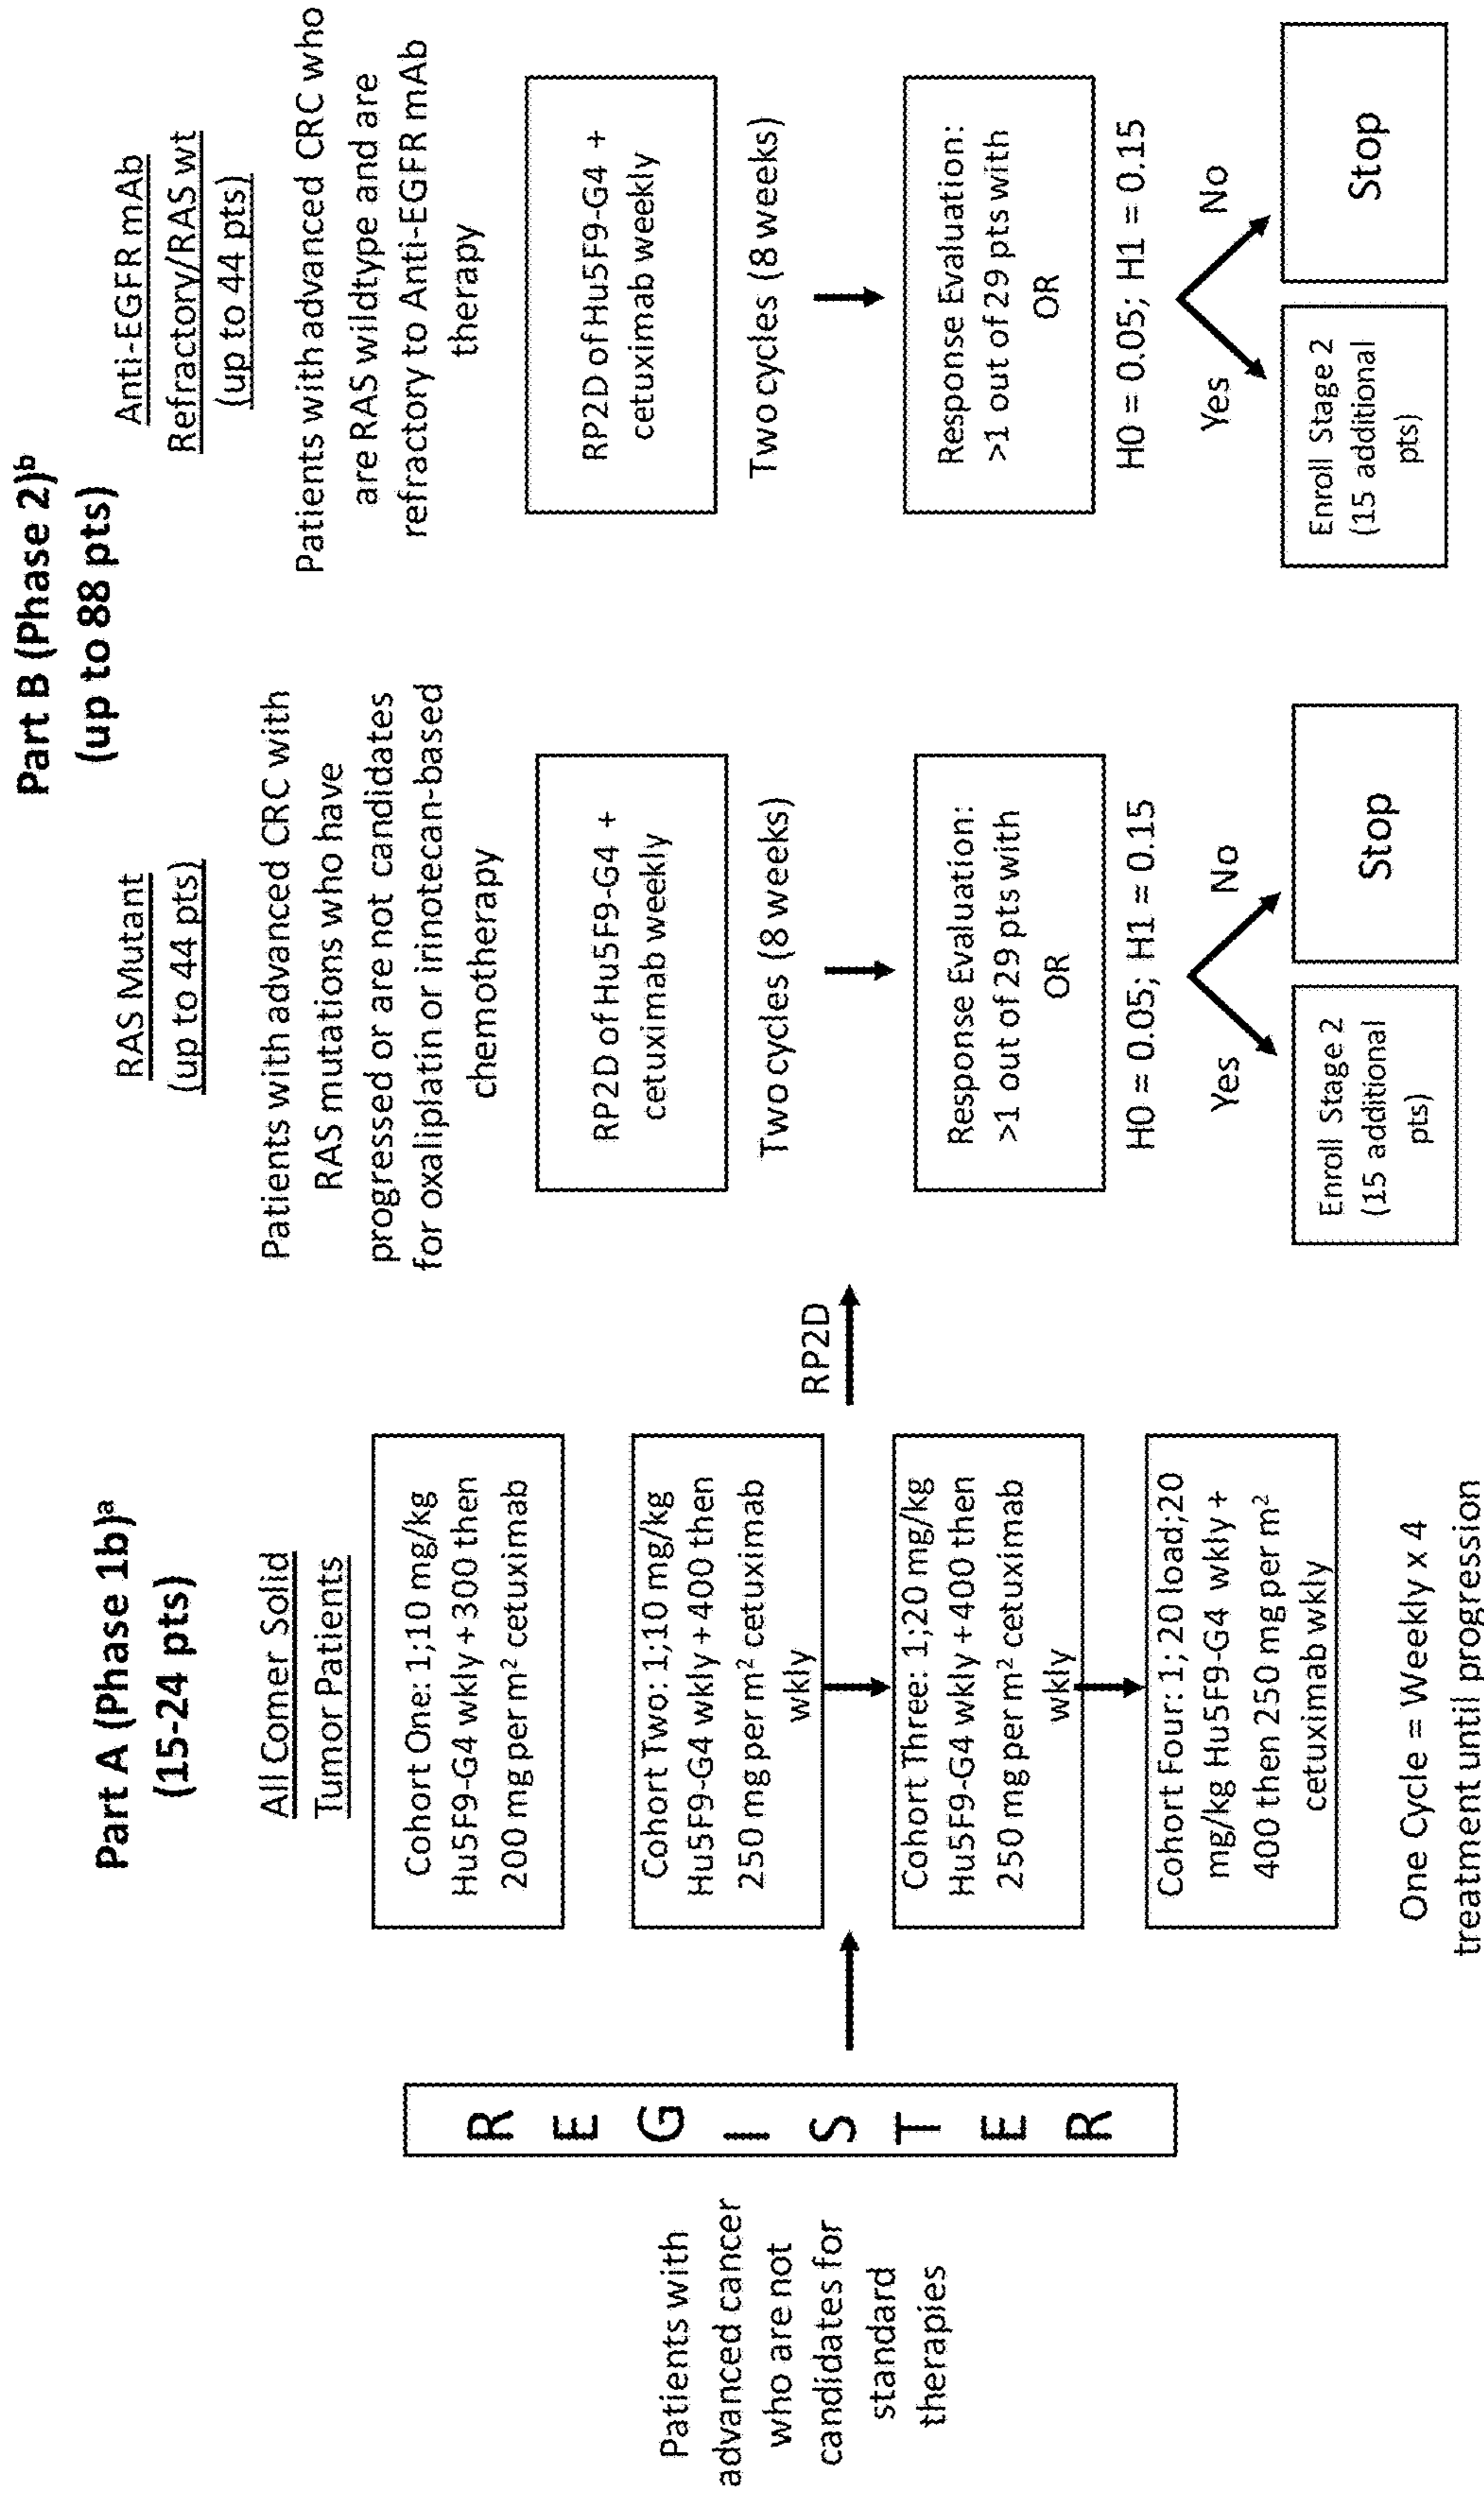 Patients with
advanced cancer
who are not
candidates for
standard
therapies
R
E
G
I
S
T
E
R
Part A (Phase 1b)ᵃ
(15-24 pts)
All Comer Solid
Tumor Patients
Cohort One: 1;10 mg/kg
Hu5F9-G4 wkly + 300 then
200 mg per m² cetuximab
Cohort Two: 1;10 mg/kg
Hu5F9-G4 wkly + 400 then
250 mg per m² cetuximab
wkly
Cohort Three: 1;20 mg/kg
Hu5F9-G4 wkly + 400 then
250 mg per m² cetuximab
wkly
Cohort Four: 1; 20 load;20
mg/kg Hu5F9-G4 wkly +
400 then 250 mg per m²
cetuximab wkly
One Cycle = Weekly x 4
treatment until progression
RP2D
Part B (Phase 2)ᵇ
(up to 88 pts)
RAS Mutant
(up to 44 pts)
Patients with advanced CRC with
RAS mutations who have
progressed or are not candidates
for oxaliplatin or irinotecan-based
chemotherapy
RP2D of Hu5F9-G4 +
cetuximab weekly
Two cycles (8 weeks)
Response Evaluation:
>1 out of 29 pts with
OR
H0 = 0.05; H1 = 0.15
Yes
No
Enroll Stage 2
(15 additional
pts)
Stop
Anti-EGFR mAb
Refractory/RAS wt
(up to 44 pts)
Patients with advanced CRC who
are RAS wildtype and are
refractory to Anti-EGFR mAb
therapy
RP2D of Hu5F9-G4 +
cetuximab weekly
Two cycles (8 weeks)
Response Evaluation:
>1 out of 29 pts with
OR
H0 = 0.05; H1 = 0.15
Yes
No
Enroll Stage 2
(15 additional
pts)
Stop